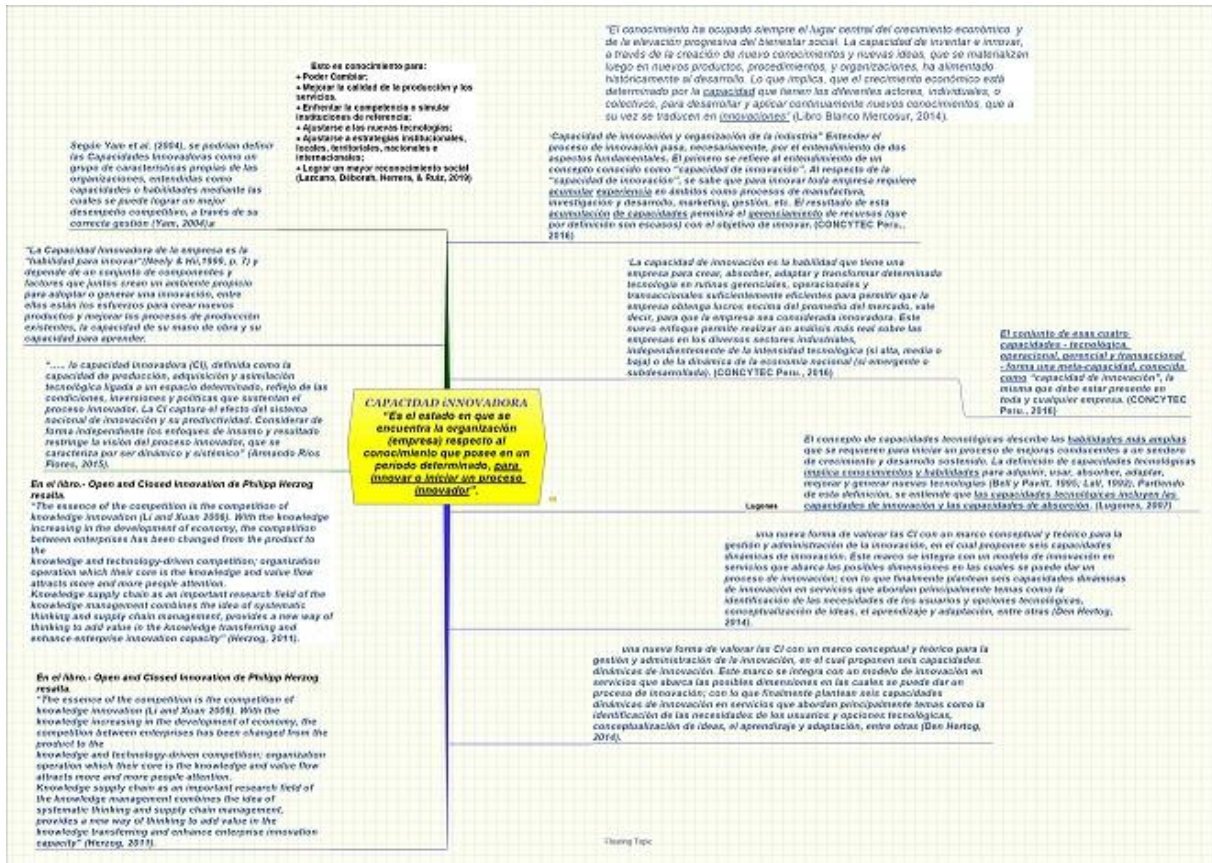 Esto es conocimiento para:
• Poder Cambiar;
• Mejorar la calidad de la producción y los
servicios.
• Enfrentar la competencia o simular
instituciones de referencia;
• Ajustarse a las nuevas tecnologías;
• Ajustarse a estrategias institucionales,
locales, territoriales, nacionales e
internacionales;
• Lograr un mayor reconocimiento social
(Lazcano, Déborah, Herrera, & Ruiz, 2019)
Según Yam et al. (2004), se podrían definir
las Capacidades Innovadoras como un
grupo de características propias de las
organizaciones, entendidas como
capacidades o habilidades mediante las
cuales se puede lograr un mejor
desempeño competitivo, a través de su
correcta gestión (Yam, 2004).
"La Capacidad Innovadora de la empresa es la
"habilidad para innovar"(Neely & Hii,1999, p. 7) y
depende de un conjunto de componentes y
factores que juntos crean un ambiente propicio
para adoptar o generar una innovación, entre
ellos están los esfuerzos para crear nuevos
productos y mejorar los procesos de producción
existentes, la capacidad de su mano de obra y su
capacidad para aprender.
"..... la capacidad innovadora (CI), definida como la
capacidad de producción, adquisición y asimilación
tecnológica ligada a un espacio determinado, reflejo de las
condiciones, inversiones y políticas que sustentan el
proceso innovador. La CI captura el efecto del sistema
nacional de innovación y su productividad. Considerar de
forma independiente los enfoques de insumo y resultado
restringe la visión del proceso innovador, que se
caracteriza por ser dinámico y sistémico" (Armando Ríos
Flores, 2015).
En el libro.- Open and Closed Innovation de Philipp Herzog
resalta.
"The essence of the competition is the competition of
knowledge innovation (Li and Xuan 2006). With the knowledge
increasing in the development of economy, the competition
between enterprises has been changed from the product to
the
knowledge and technology-driven competition; organization
operation which their core is the knowledge and value flow
attracts more and more people attention.
Knowledge supply chain as an important research field of the
knowledge management combines the idea of systematic
thinking and supply chain management, provides a new way of
thinking to add value in the knowledge transferring and
enhance enterprise innovation capacity" (Herzog, 2011).
En el libro.- Open and Closed Innovation de Philipp Herzog
resalta.
"The essence of the competition is the competition of
knowledge innovation (Li and Xuan 2006). With the
knowledge increasing in the development of economy, the
competition between enterprises has been changed from the
product to the
knowledge and technology-driven competition; organization
operation which their core is the knowledge and value flow
attracts more and more people attention.
Knowledge supply chain as an important research field of
the knowledge management combines the idea of
systematic thinking and supply chain management,
provides a new way of thinking to add value in the
knowledge transferring and enhance enterprise innovation
capacity" (Herzog, 2011).
CAPACIDAD iNNOVADORA
"Es el estado en que se
encuentra la organización
(empresa) respecto al
conocimiento que posee en un
período determinado, para
innovar o iniciar un proceso
innovador".
"El conocimiento ha ocupado siempre el lugar central del crecimiento económico y
de la elevación progresiva del bienestar social. La capacidad de inventar e innovar,
a través de la creación de nuevo conocimientos y nuevas ideas, que se materializan
luego en nuevos productos, procedimientos, y organizaciones, ha alimentado
históricamente al desarrollo. Lo que implica, que el crecimiento económico está
determinado por la capacidad que tienen los diferentes actores, individuales, o
colectivos, para desarrollar y aplicar continuamente nuevos conocimientos, que a
su vez se traducen en innovaciones" (Libro Blanco Mercosur, 2014).
"Capacidad de innovación y organización de la industria" Entender el
proceso de innovación pasa, necesariamente, por el entendimiento de dos
aspectos fundamentales. El primero se refiere al entendimiento de un
concepto conocido como "capacidad de innovación". Al respecto de la
"capacidad de innovación", se sabe que para innovar toda empresa requiere
acumular experiencia en ámbitos como procesos de manufactura,
investigación y desarrollo, marketing, gestión, etc. El resultado de esta
acumulación de capacidades permitirá el gerenciamiento de recursos (que
por definición son escasos) con el objetivo de innovar. (CONCYTEC Peru.,
2016)
"La capacidad de innovación es la habilidad que tiene una
empresa para crear, absorber, adaptar y transformar determinada
tecnología en rutinas gerenciales, operacionales y
transaccionales suficientemente eficientes para permitir que la
empresa obtenga lucros encima del promedio del mercado, vale
decir, para que la empresa sea considerada innovadora. Este
nuevo enfoque permite realizar un análisis más real sobre las
empresas en los diversos sectores industriales,
independientemente de la intensidad tecnológica (si alta, media o
baja) o de la dinámica de la economía nacional (si emergente o
subdesarrollada). (CONCYTEC Peru., 2016)
El conjunto de esas cuatro
capacidades - tecnológica,
operacional, gerencial y transaccional
- forma una meta-capacidad, conocida
como "capacidad de innovación", la
misma que debe estar presente en
toda y cualquier empresa. (CONCYTEC
Peru., 2016)
El concepto de capacidades tecnológicas describe las habilidades más amplias
que se requieren para iniciar un proceso de mejoras conducentes a un sendero
de crecimiento y desarrollo sostenido. La definición de capacidades tecnológicas
implica conocimientos y habilidades para adquirir, usar, absorber, adaptar,
mejorar y generar nuevas tecnologías (Bell y Pavitt, 1995; Lall, 1992). Partiendo
de esta definición, se entiende que las capacidades tecnológicas incluyen las
capacidades de innovación y las capacidades de absorción. (Lugones, 2007)
Lugones
una nueva forma de valorar las CI con un marco conceptual y teórico para la
gestión y administración de la innovación, en el cual proponen seis capacidades
dinámicas de innovación. Este marco se integra con un modelo de innovación en
servicios que abarca las posibles dimensiones en las cuales se puede dar un
proceso de innovación; con lo que finalmente plantean seis capacidades dinámicas
de innovación en servicios que abordan principalmente temas como la
identificación de las necesidades de los usuarios y opciones tecnológicas,
conceptualización de ideas, el aprendizaje y adaptación, entre otras (Den Hertog,
2014).
una nueva forma de valorar las CI con un marco conceptual y teórico para la
gestión y administración de la innovación, en el cual proponen seis capacidades
dinámicas de innovación. Este marco se integra con un modelo de innovación en
servicios que abarca las posibles dimensiones en las cuales se puede dar un
proceso de innovación; con lo que finalmente plantean seis capacidades
dinámicas de innovación en servicios que abordan principalmente temas como la
identificación de las necesidades de los usuarios y opciones tecnológicas,
conceptualización de ideas, el aprendizaje y adaptación, entre otras (Den Hertog,
2014).
Floating Topic